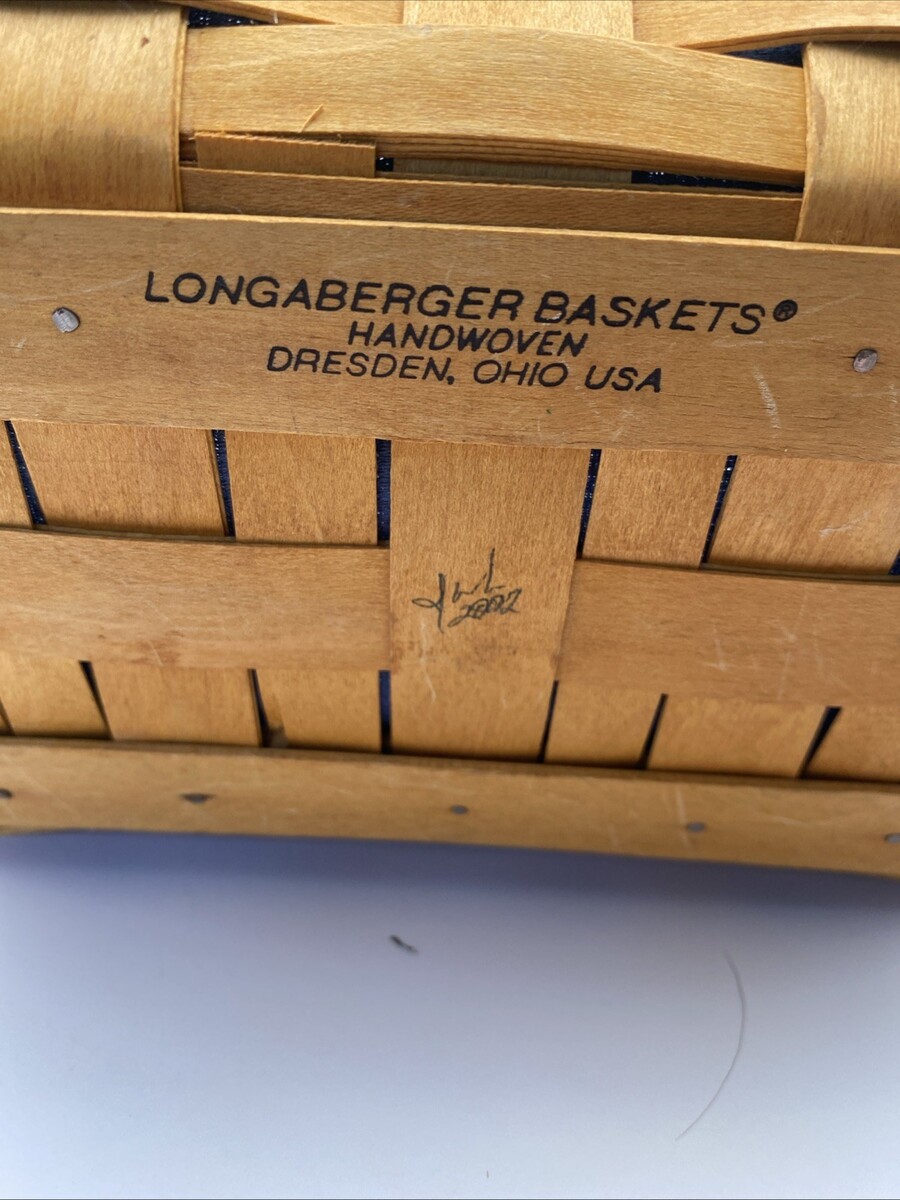 LONGABERGER BASKETS®
HANDWOVEN
DRESDEN, OHIO USA
2002